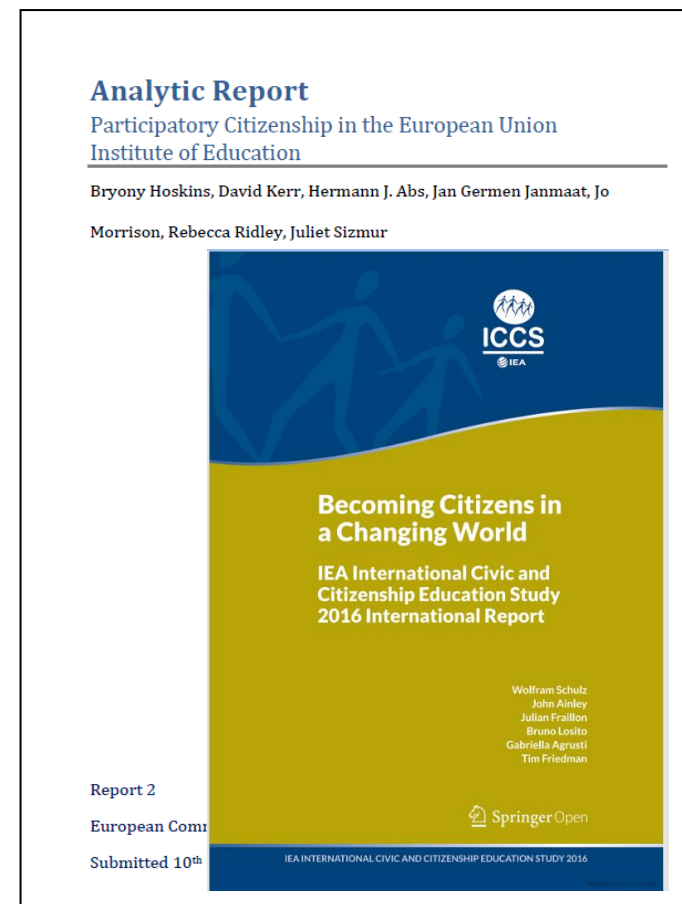 Analytic Report
Participatory Citizenship in the European Union
Institute of Education
Bryony Hoskins, David Kerr, Hermann J. Abs, Jan Germen Janmaat, Jo
Morrison, Rebecca Ridley, Juliet Sizmur
ICCS
IEA
Becoming Citizens in
a Changing World
IEA International Civic and
Citizenship Education Study
2016 International Report
Wolfram Schulz
John Ainley
Julian Fraillon
Bruno Losito
Gabriella Agrusti
Tim Friedman
Springer Open
IEA INTERNATIONAL CIVIC AND CITIZENSHIP EDUCATION STUDY 2016
Report 2
European Com
Submitted 10th